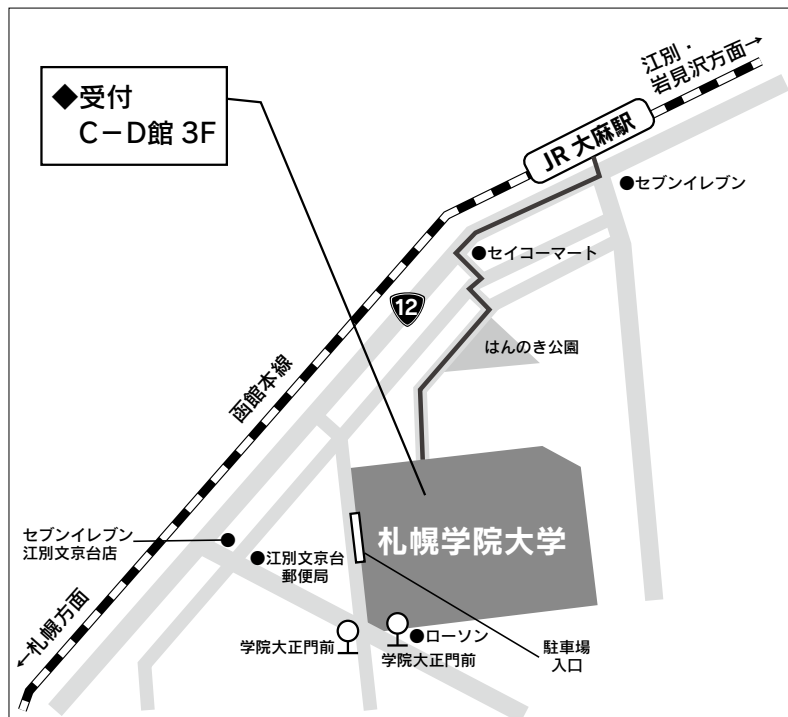 ◆受付
C－D館 3F
江別・
岩見沢方面→
JR 大麻駅
●セブンイレブン
●セイコーマート
12
はんのき公園
函館本線
札幌学院大学
セブンイレブン
江別文京台店
●江別文京台
郵便局
←札幌方面
学院大正門前
●ローソン
学院大正門前
駐車場
入口